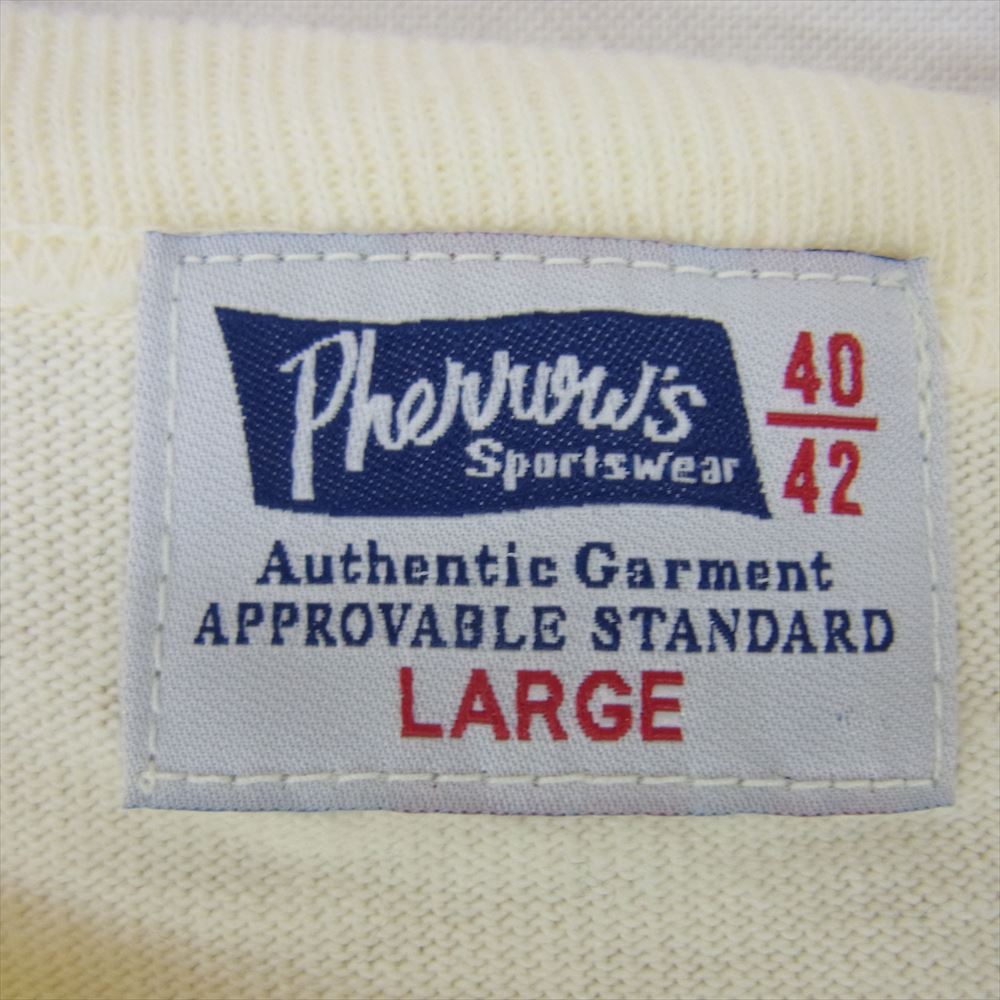 Pherrow's
Sportswear
40
42
Authentic Garment
APPROVABLE STANDARD
LARGE